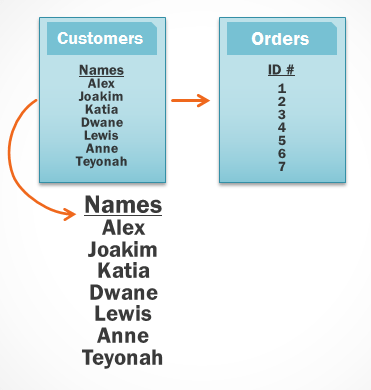 Customers
Names
Alex
Joakim
Katia
Dwane
Lewis
Anne
Teyonah
Orders
ID #
1
2
3
4
5
6
7
Names
Alex
Joakim
Katia
Dwane
Lewis
Anne
Teyonah